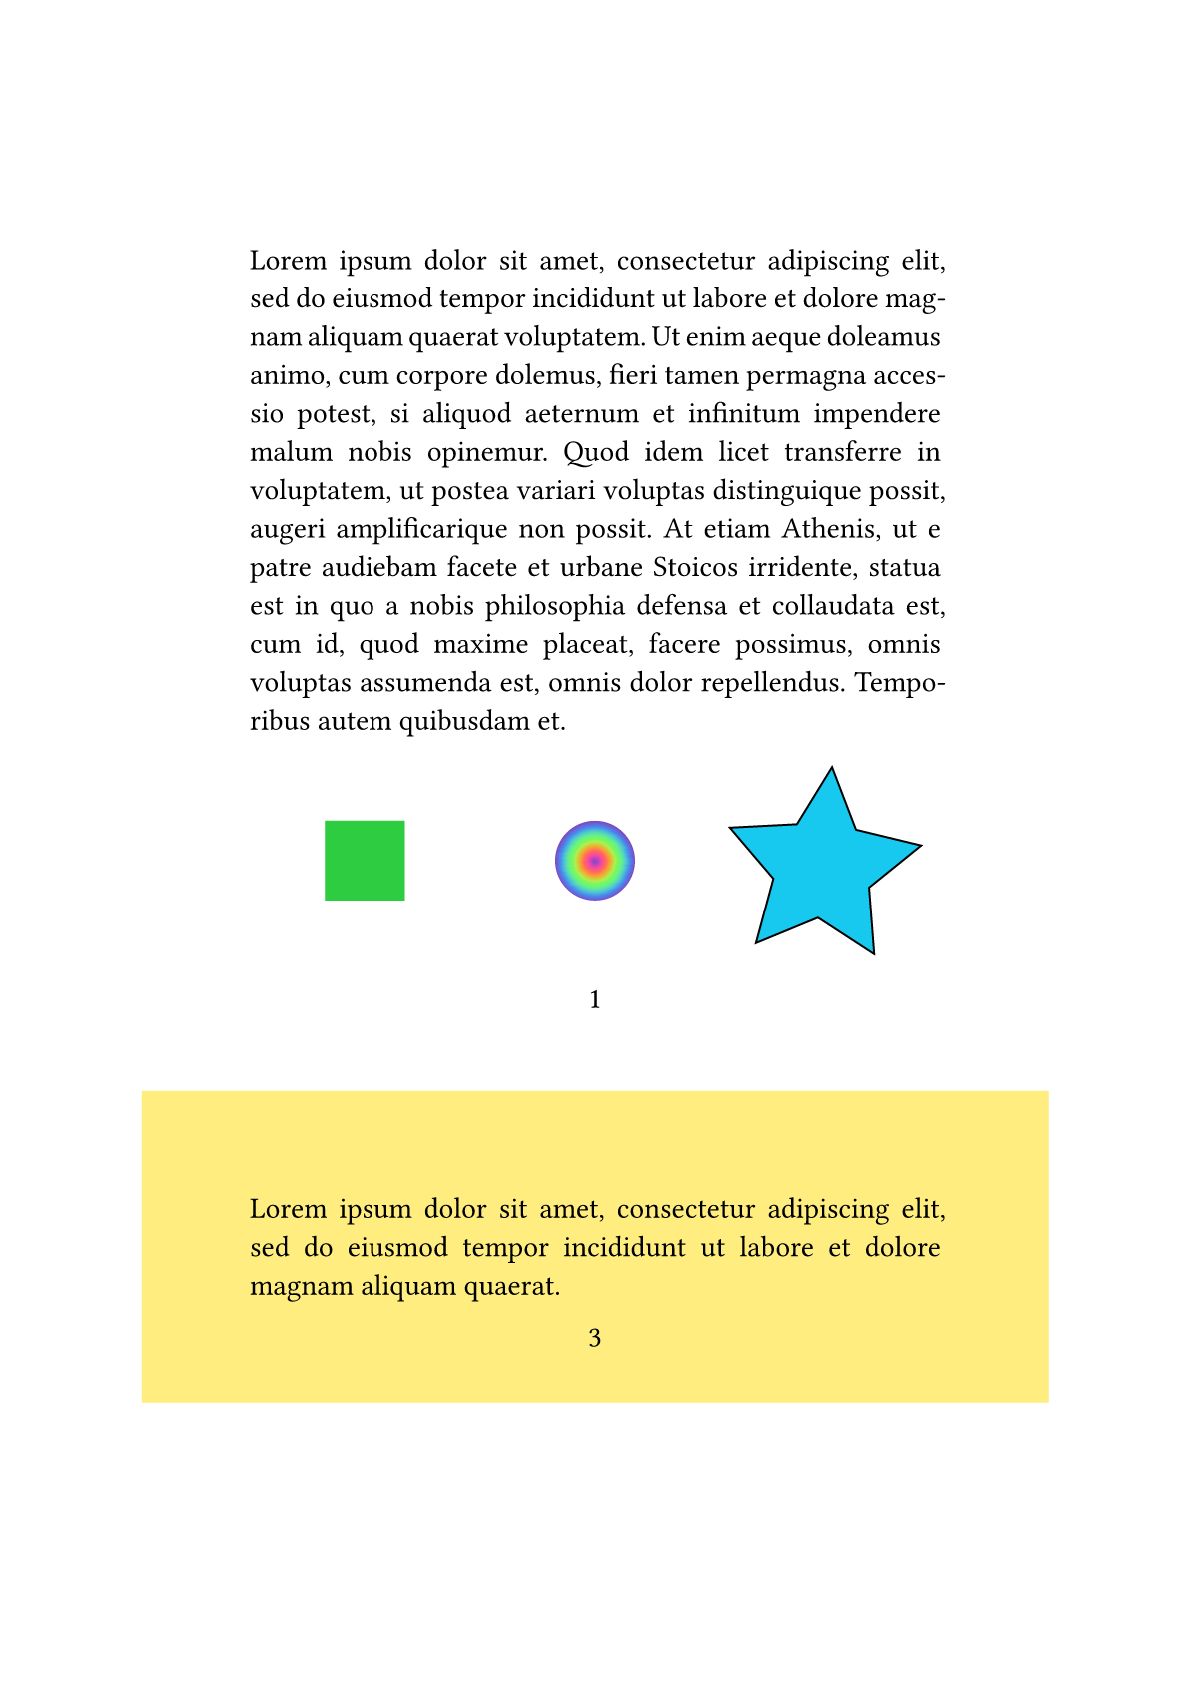 Lorem ipsum dolor sit amet, consectetur adipiscing elit,
sed do eiusmod tempor incididunt ut labore et dolore mag-
nam aliquam quaerat voluptatem. Ut enim aeque doleamus
animo, cum corpore dolemus, fieri tamen permagna acces-
sio potest, si aliquod aeternum et infinitum impendere
malum nobis opinemur. Quod idem licet transferre in
voluptatem, ut postea variari voluptas distinguique possit,
augeri amplificarique non possit. At etiam Athenis, ut e
patre audiebam facete et urbane Stoicos irridente, statua
est in quo a nobis philosophia defensa et collaudata est,
cum id, quod maxime placeat, facere possimus, omnis
voluptas assumenda est, omnis dolor repellendus. Tempo-
ribus autem quibusdam et.
1
Lorem ipsum dolor sit amet, consectetur adipiscing elit,
sed do eiusmod tempor incididunt ut labore et dolore
magnam aliquam quaerat.
3